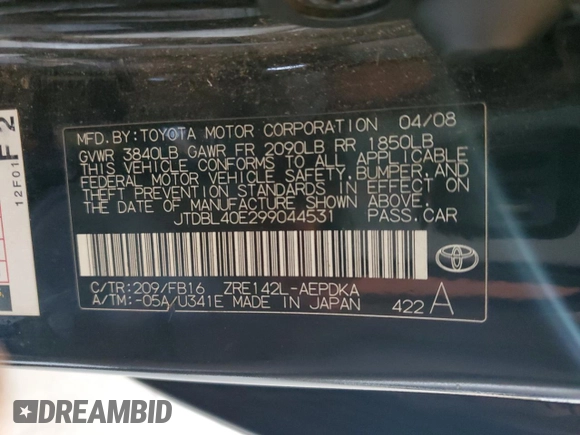 MFD. BY: TOYOTA MOTOR CORPORATION 04/08
GVWR 3840LB GAWR FR 2090LB RR 1850LB
THIS VEHICLE CONFORMS TO ALL APPLICABLE
FEDERAL MOTOR VEHICLE SAFETY, BUMPER, AND
THEFT PREVENTION STANDARDS IN EFFECT ON
THE DATE OF MANUFACTURE SHOWN ABOVE.
JTDBL40E299044531 PASS. CAR
C/TR: 209/FB16 ZRE142L-AEPDKA
A/TM: -05A/U341E MADE IN JAPAN 422 A
F 2
12F01
DREAMBID